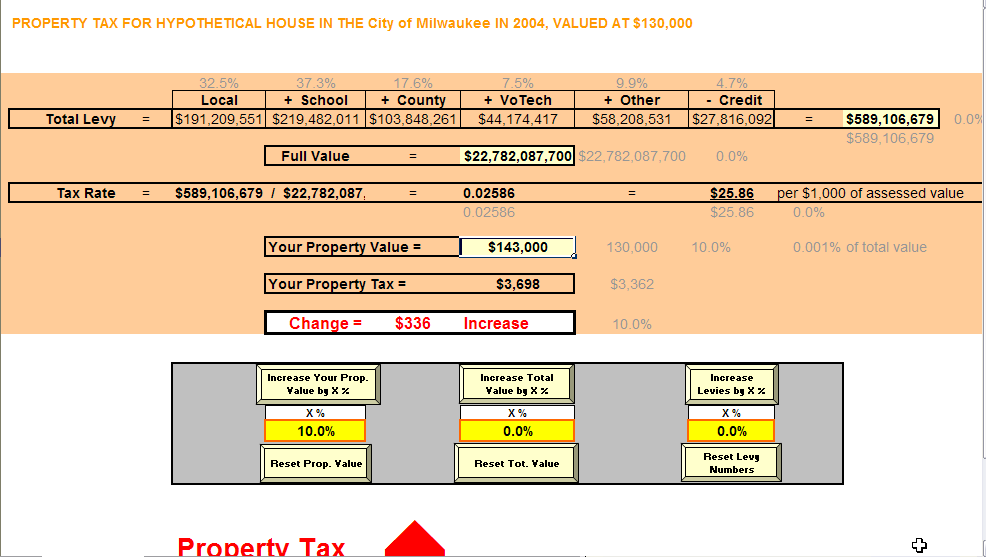 PROPERTY TAX FOR HYPOTHETICAL HOUSE IN THE City of Milwaukee IN 2004, VALUED AT $130,000
32.5% 37.3% 17.6% 7.5% 9.9% 4.7%
Local + School + County + VoTech + Other - Credit
Total Levy = $191,209,551 $219,482,011 $103,848,261 $44,174,417 $58,208,531 $27,816,092 = $589,106,679 0.0%
$589,106,679
Full Value = $22,782,087,700 $22,782,087,700 0.0%
Tax Rate = $589,106,679 / $22,782,087, = 0.02586 = $25.86 per $1,000 of assessed value
0.02586 $25.86 0.0%
Your Property Value = $143,000 130,000 10.0% 0.001% of total value
Your Property Tax = $3,698 $3,362
Change = $336 Increase 10.0%
Increase Your Prop. Increase Total Increase
Value by X % Value by X % Levies by X %
X % X % X %
10.0% 0.0% 0.0%
Reset Prop. Value Reset Tot. Value Reset Levy
Numbers
Property Tax